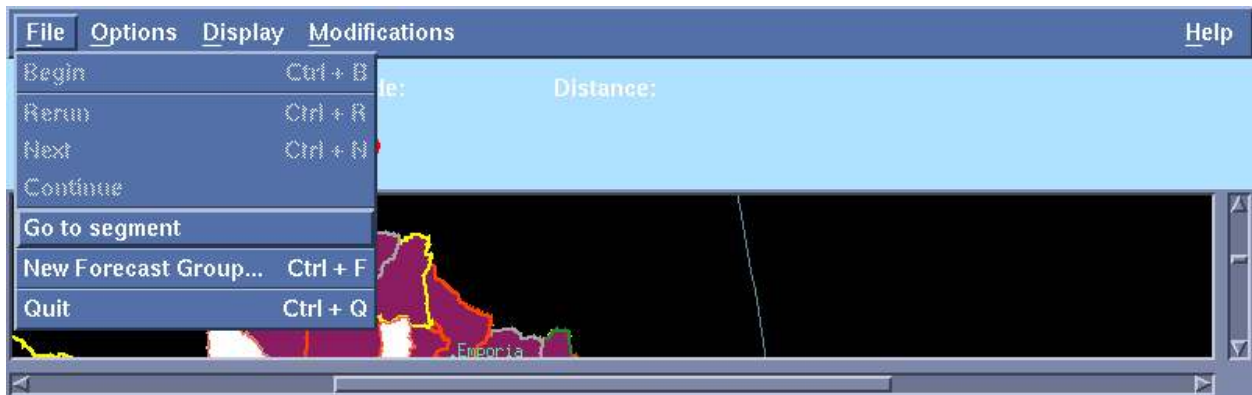 File Options Display Modifications Help
Begin Ctrl + B
de: Distance:
Rerun Ctrl + R
Next Ctrl + N
Continue
Go to segment
New Forecast Group... Ctrl + F
Quit Ctrl + Q
Emporia